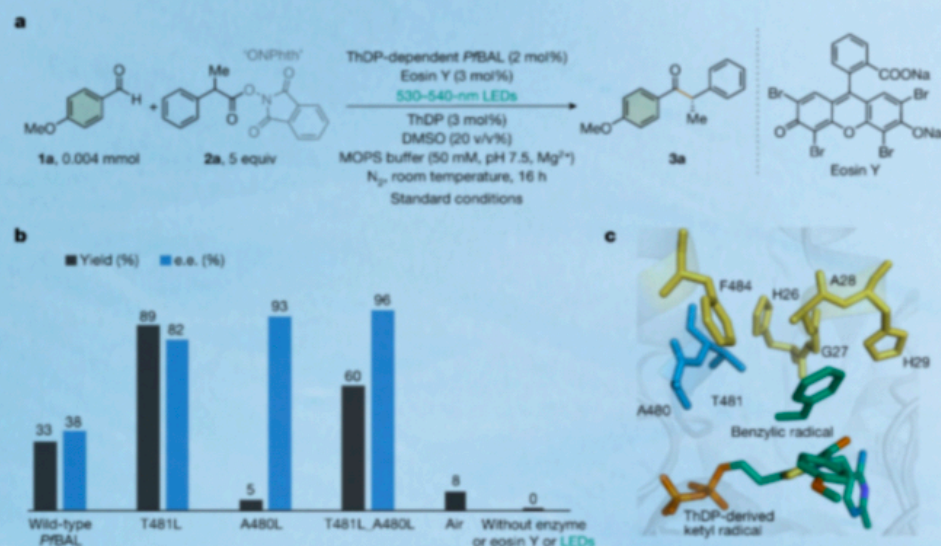 a
'ONPhth'
Me
O
H
MeO
+
O
O
N
O
O
1a, 0.004 mmol
2a, 5 equiv
ThDP-dependent PfBAL (2 mol%)
Eosin Y (3 mol%)
530–540-nm LEDs
ThDP (3 mol%)
DMSO (20 v/v%)
MOPS buffer (50 mM, pH 7.5, Mg²⁺)
N₂, room temperature, 16 h
Standard conditions
O
MeO
Me
3a
COONa
Br
Br
O
O
ONa
Br
Br
Eosin Y
b
Yield (%)
e.e. (%)
33
38
89
82
5
93
60
96
8
0
Wild-type
PfBAL
T481L
A480L
T481L_A480L
Air
Without enzyme
or eosin Y or LEDs
c
F484
H26
A28
G27
H29
A480
T481
Benzylic radical
ThDP-derived
ketyl radical